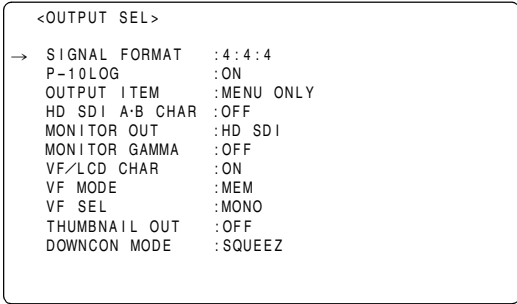 <OUTPUT SEL>
→ SIGNAL FORMAT :4:4:4
P-10LOG :ON
OUTPUT ITEM :MENU ONLY
HD SDI A·B CHAR :OFF
MONITOR OUT :HD SDI
MONITOR GAMMA :OFF
VF/LCD CHAR :ON
VF MODE :MEM
VF SEL :MONO
THUMBNAIL OUT :OFF
DOWNCON MODE :SQUEEZ